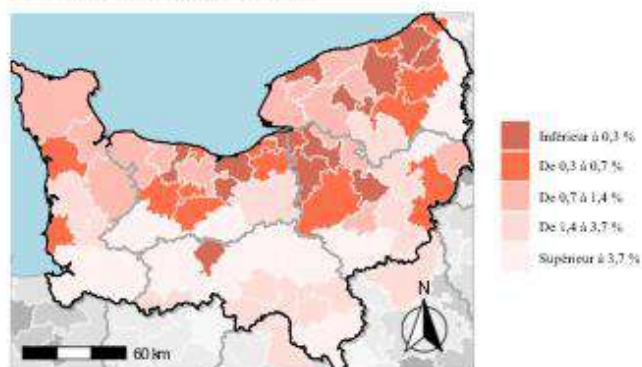 Inférieur à 0,3 %
De 0,3 à 0,7 %
De 0,7 à 1,4 %
De 1,4 à 3,7 %
Supérieur à 3,7 %
N
60 km